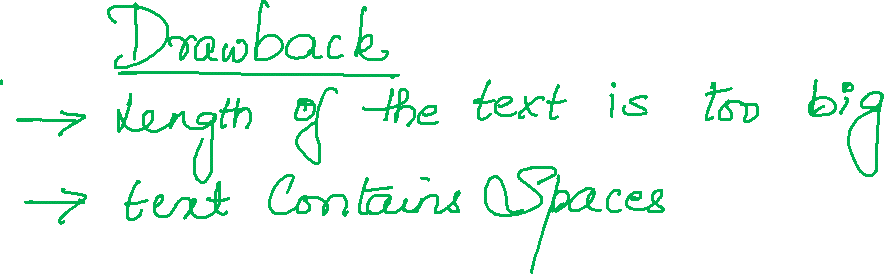 Drawback
→ Length of the text is too big
→ text Contains Spaces